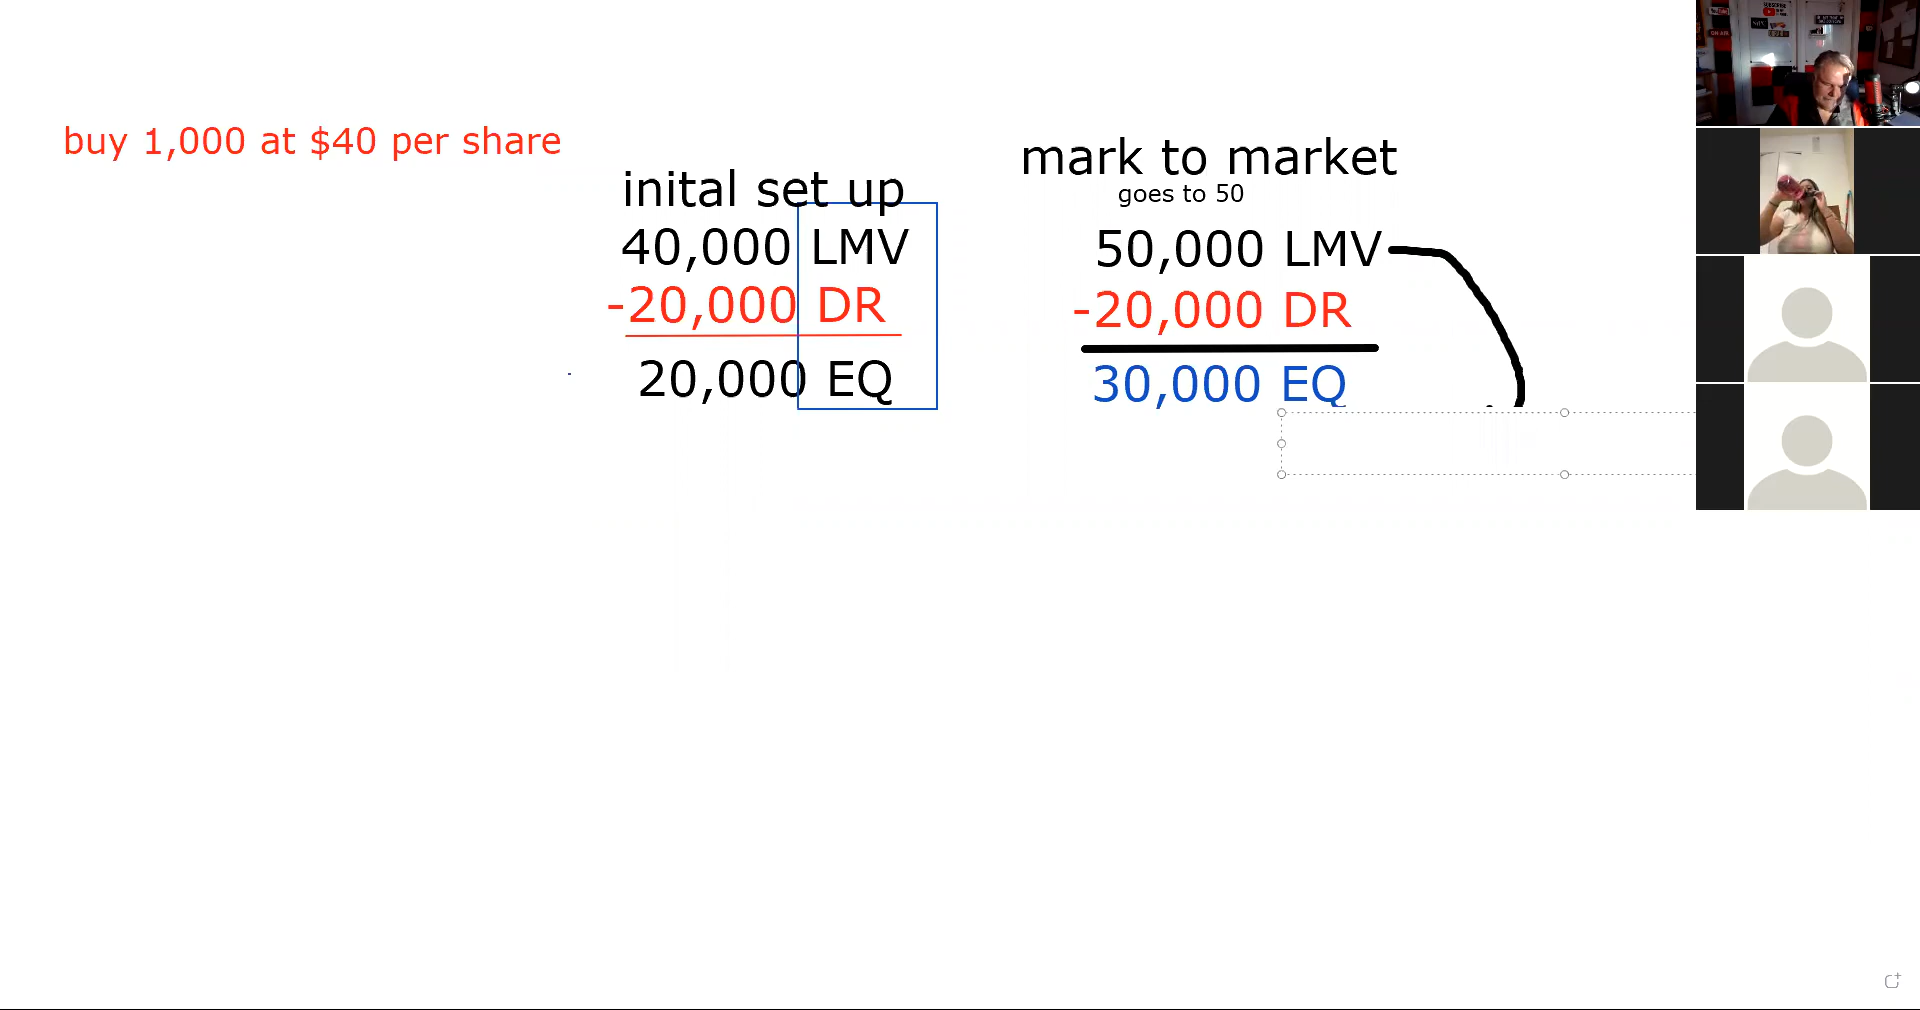 buy 1,000 at $40 per share
inital set up
40,000 LMV
-20,000 DR
20,000 EQ
mark to market
goes to 50
50,000 LMV
-20,000 DR
30,000 EQ